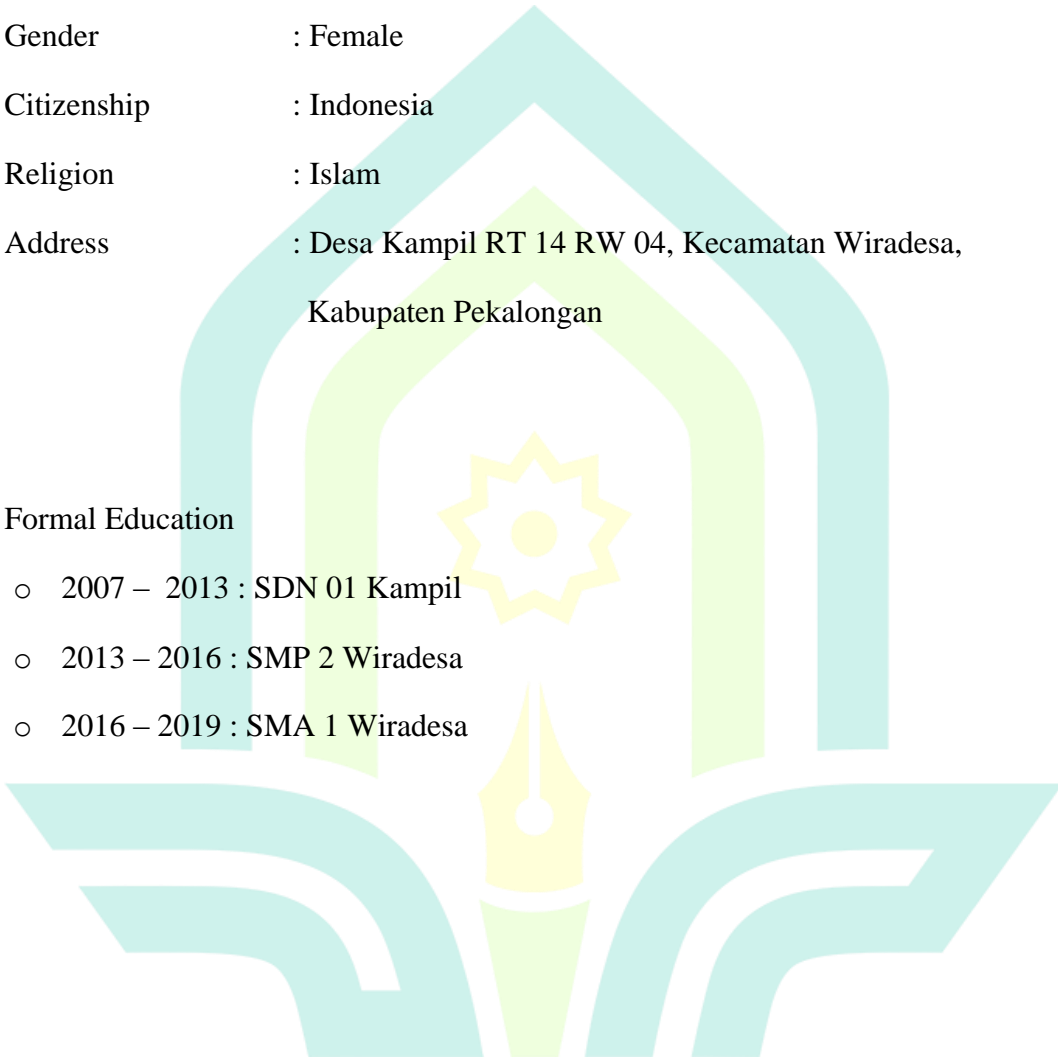 Gender : Female
Citizenship : Indonesia
Religion : Islam
Address : Desa Kampil RT 14 RW 04, Kecamatan Wiradesa,
Kabupaten Pekalongan
Formal Education
o 2007 – 2013 : SDN 01 Kampil
o 2013 – 2016 : SMP 2 Wiradesa
o 2016 – 2019 : SMA 1 Wiradesa